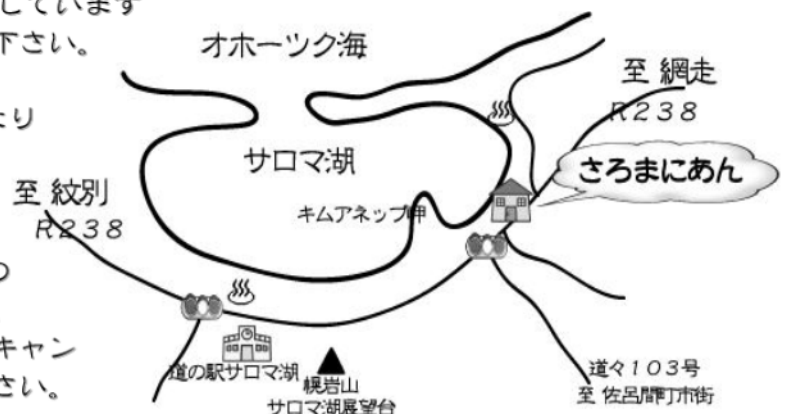 しています
下さい。
より
の
キャン
さい。
オホーツク海
至 網走
R238
サロマ湖
さろまにあん
至 紋別
R238
キムアネップ岬
道の駅サロマ湖
幌岩山
サロマ湖展望台
道々103号
至 佐呂間町市街